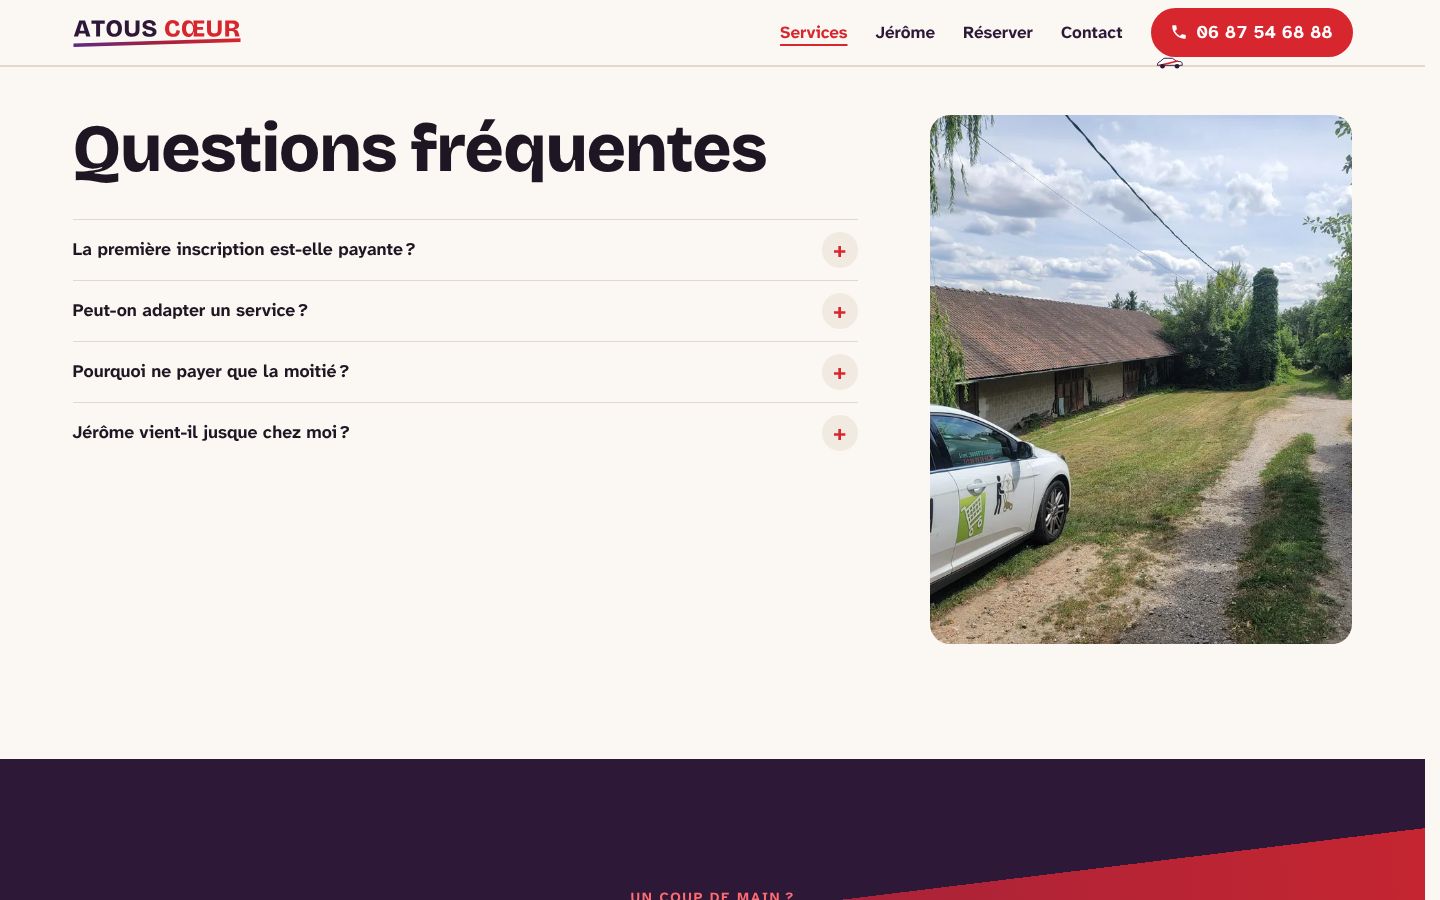 ATOUS CŒUR
Services
Jérôme
Réserver
Contact
06 87 54 68 88
Questions fréquentes
La première inscription est-elle payante ?
Peut-on adapter un service ?
Pourquoi ne payer que la moitié ?
Jérôme vient-il jusque chez moi ?
UN COUP DE MAIN ?